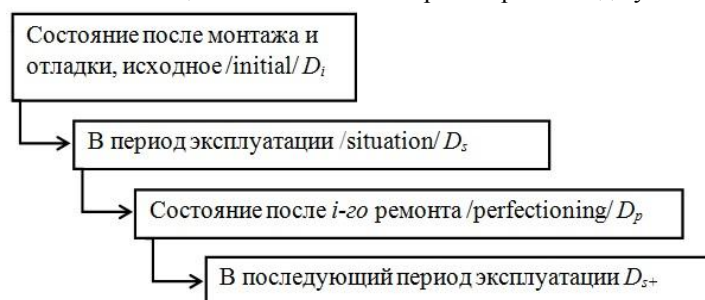 Состояние после монтажа и
отладки, исходное /initial/ Di
В период эксплуатации /situation/ Ds
Состояние после i-го ремонта /perfectioning/ Dp
В последующий период эксплуатации Ds+